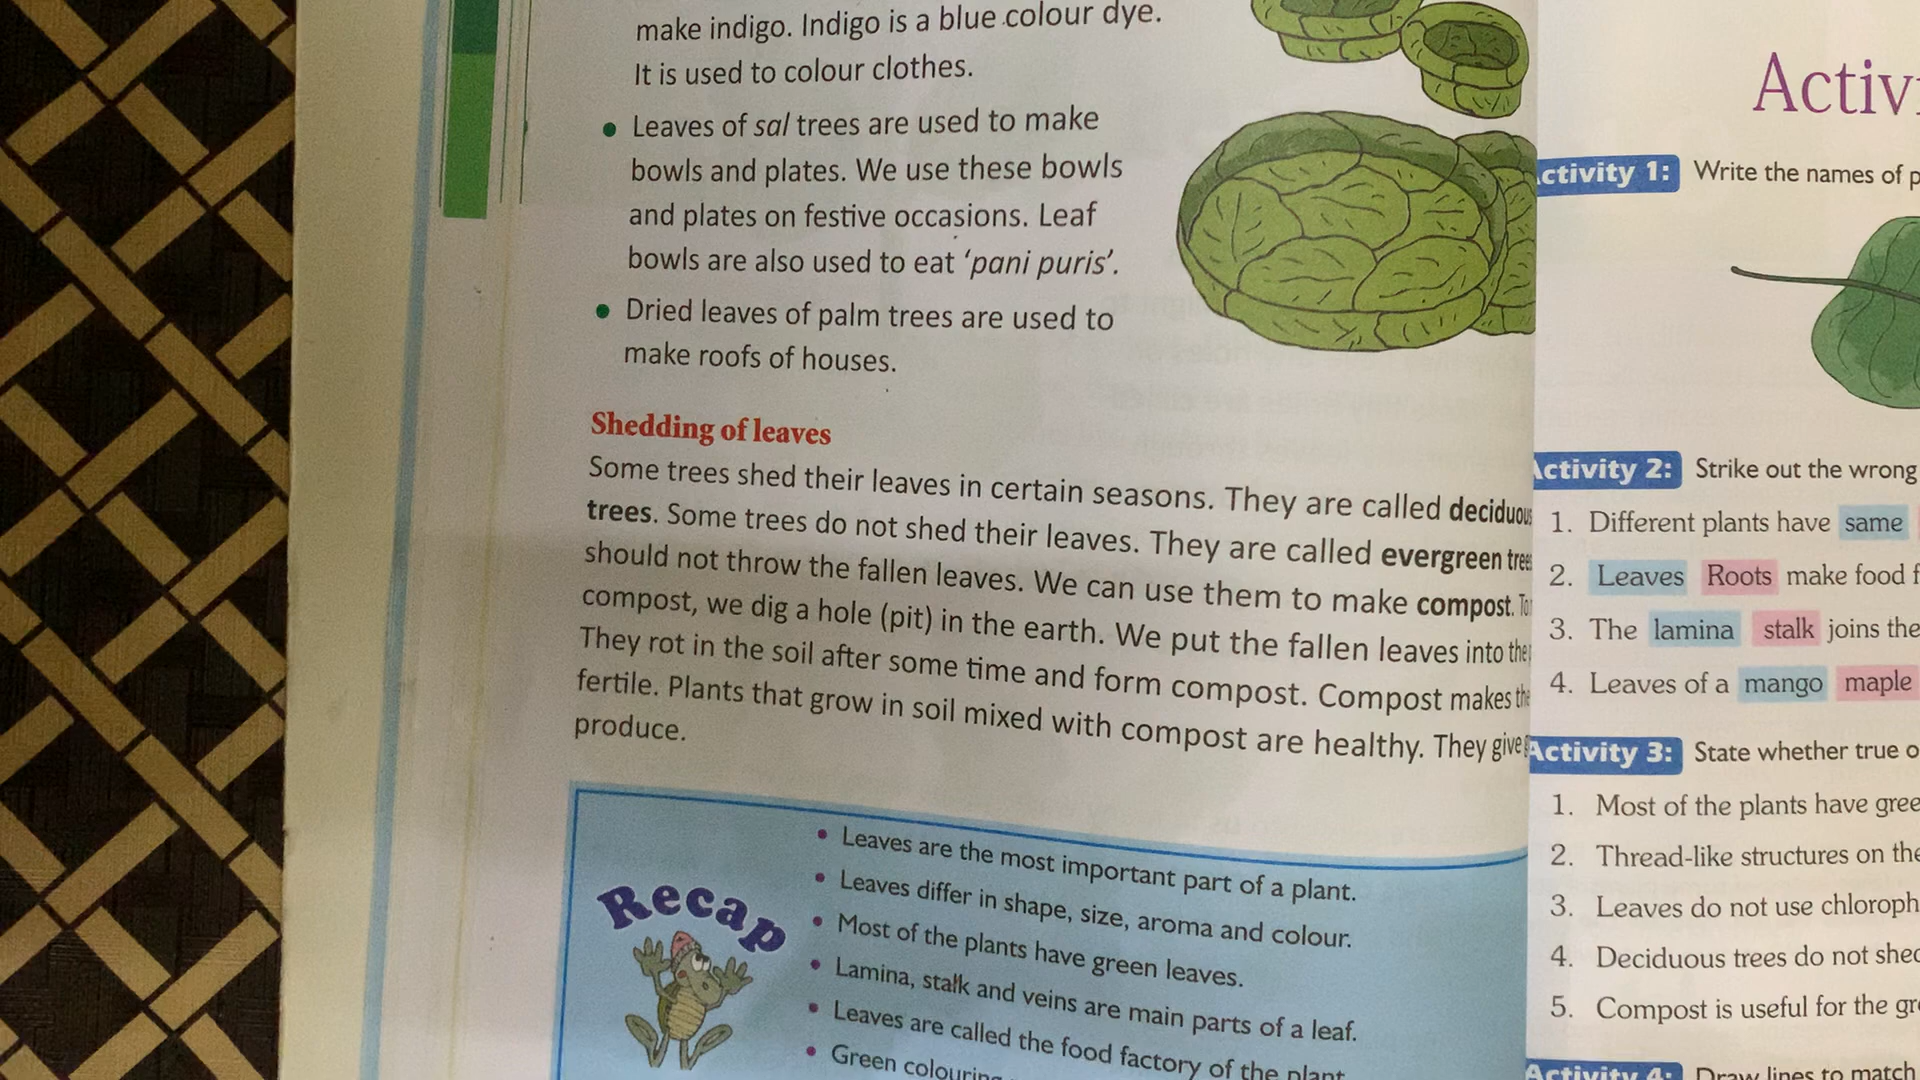 make indigo. Indigo is a blue colour dye.
It is used to colour clothes.
• Leaves of sal trees are used to make
bowls and plates. We use these bowls
and plates on festive occasions. Leaf
bowls are also used to eat ‘pani puris’.
• Dried leaves of palm trees are used to
make roofs of houses.
Shedding of leaves
Some trees shed their leaves in certain seasons. They are called deciduous
trees. Some trees do not shed their leaves. They are called evergreen
should not throw the fallen leaves. We can use them to make compost. To
compost, we dig a hole (pit) in the earth. We put the fallen leaves into the
They rot in the soil after some time and form compost. Compost makes the
fertile. Plants that grow in soil mixed with compost are healthy. They give
produce.
Recap
• Leaves are the most important part of a plant.
• Leaves differ in shape, size, aroma and colour.
• Most of the plants have green leaves.
• Lamina, stalk and veins are main parts of a leaf.
• Leaves are called the food factory of the plant
• Green colouring
Activ
ctivity 1: Write the names of p
Activity 2: Strike out the wrong
1. Different plants have same
2. Leaves Roots make food f
3. The lamina stalk joins the
4. Leaves of a mango maple
Activity 3: State whether true o
1. Most of the plants have gree
2. Thread-like structures on the
3. Leaves do not use chloroph
4. Deciduous trees do not shed
5. Compost is useful for the gr
Activity 4: Draw lines to match